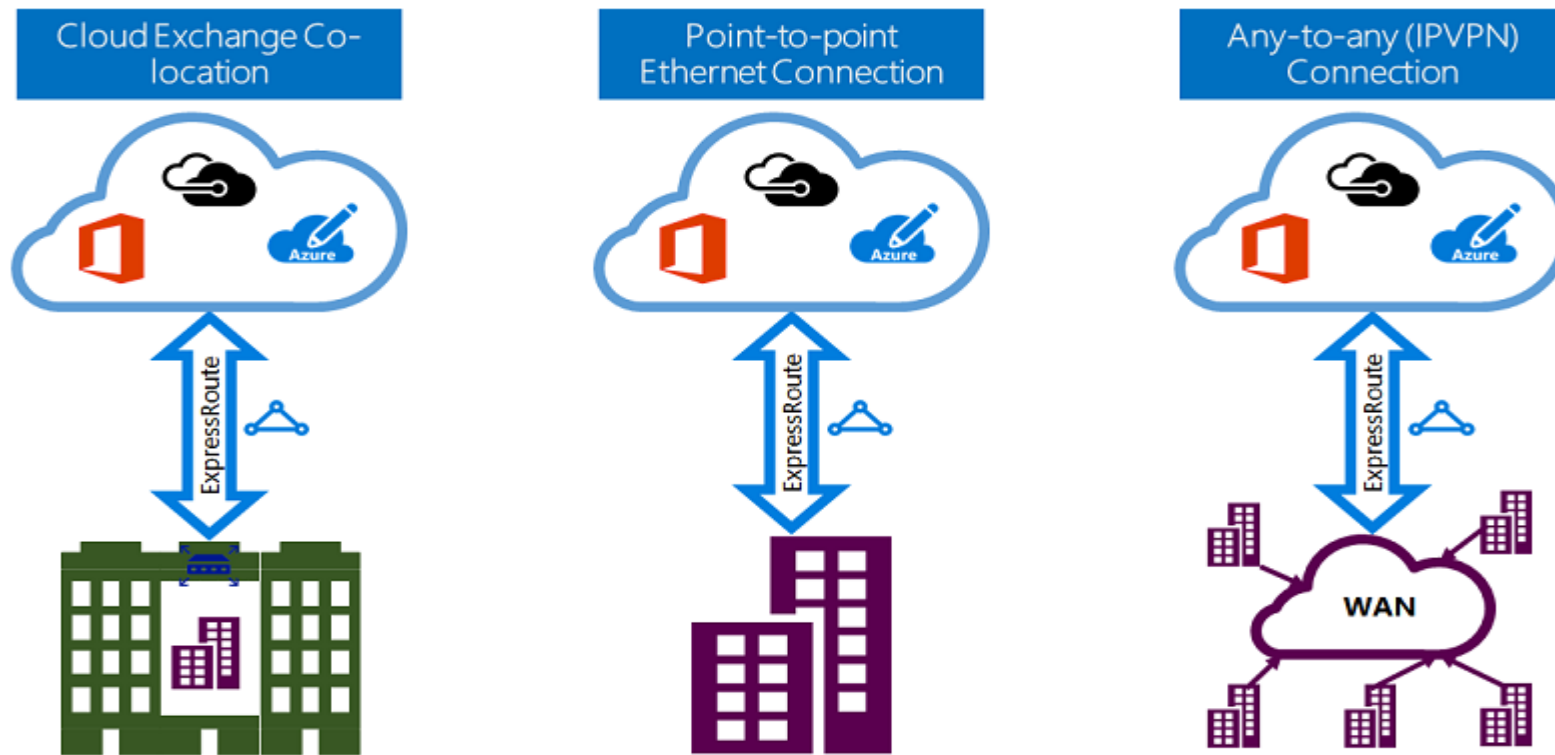 Cloud Exchange Co-
location
Point-to-point
Ethernet Connection
Any-to-any (IPVPN)
Connection
Azure
Azure
Azure
ExpressRoute
ExpressRoute
ExpressRoute
WAN